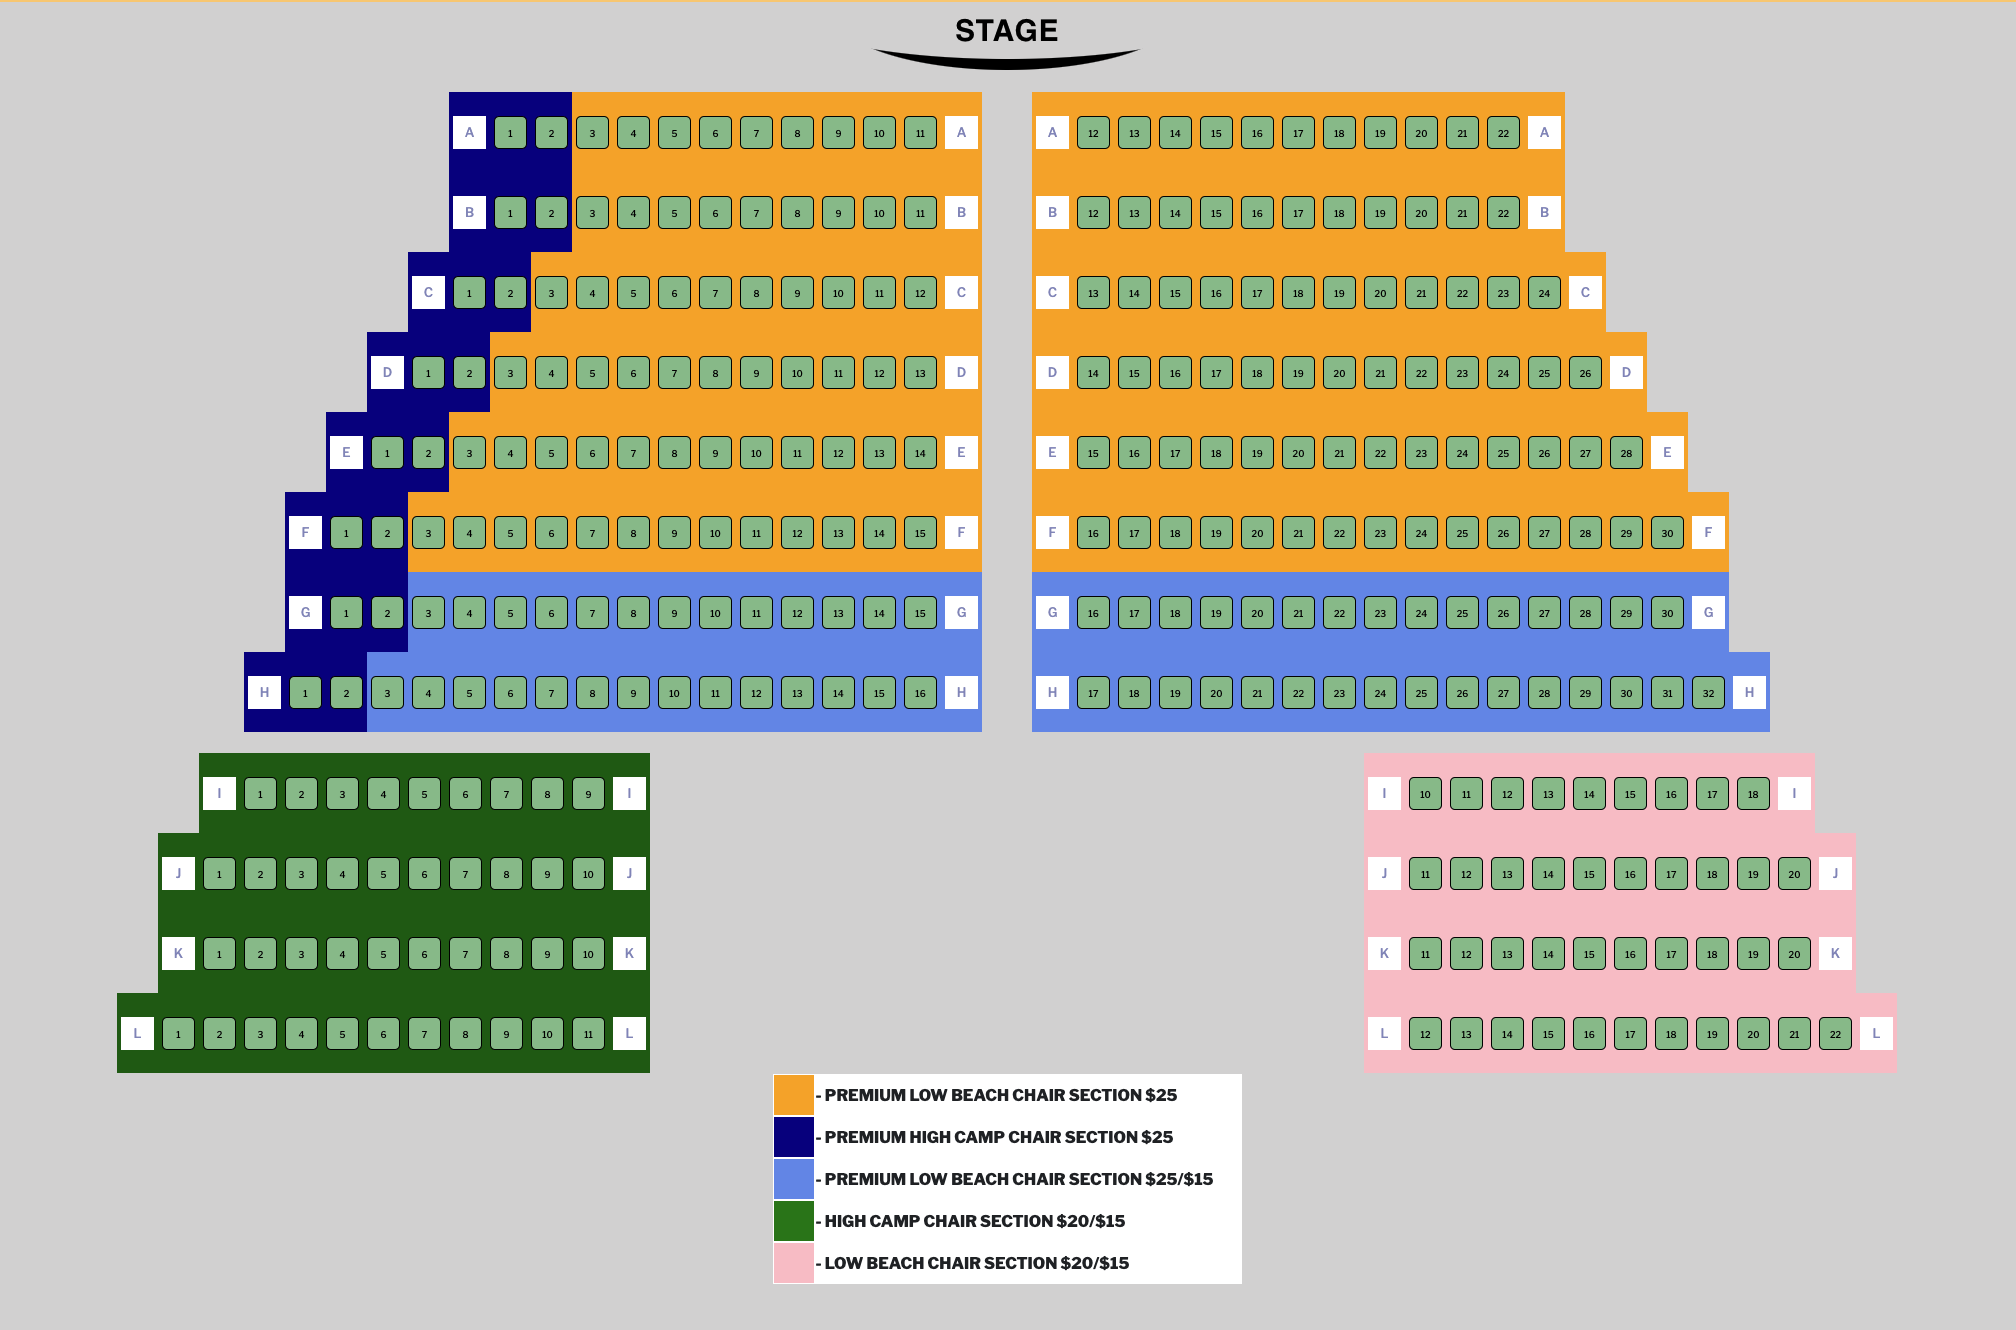 STAGE
A 1 2 3 4 5 6 7 8 9 10 11 A A 12 13 14 15 16 17 18 19 20 21 22 A
B 1 2 3 4 5 6 7 8 9 10 11 B B 12 13 14 15 16 17 18 19 20 21 22 B
C 1 2 3 4 5 6 7 8 9 10 11 12 C C 13 14 15 16 17 18 19 20 21 22 23 24 C
D 1 2 3 4 5 6 7 8 9 10 11 12 13 D D 14 15 16 17 18 19 20 21 22 23 24 25 26 D
E 1 2 3 4 5 6 7 8 9 10 11 12 13 14 E E 15 16 17 18 19 20 21 22 23 24 25 26 27 28 E
F 1 2 3 4 5 6 7 8 9 10 11 12 13 14 15 F F 16 17 18 19 20 21 22 23 24 25 26 27 28 29 30 F
G 1 2 3 4 5 6 7 8 9 10 11 12 13 14 15 G G 16 17 18 19 20 21 22 23 24 25 26 27 28 29 30 G
H 1 2 3 4 5 6 7 8 9 10 11 12 13 14 15 16 H H 17 18 19 20 21 22 23 24 25 26 27 28 29 30 31 32 H
I 1 2 3 4 5 6 7 8 9 I I 10 11 12 13 14 15 16 17 18 I
J 1 2 3 4 5 6 7 8 9 10 J J 11 12 13 14 15 16 17 18 19 20 J
K 1 2 3 4 5 6 7 8 9 10 K K 11 12 13 14 15 16 17 18 19 20 K
L 1 2 3 4 5 6 7 8 9 10 11 L L 12 13 14 15 16 17 18 19 20 21 22 L
- PREMIUM LOW BEACH CHAIR SECTION $25
- PREMIUM HIGH CAMP CHAIR SECTION $25
- PREMIUM LOW BEACH CHAIR SECTION $25/$15
- HIGH CAMP CHAIR SECTION $20/$15
- LOW BEACH CHAIR SECTION $20/$15